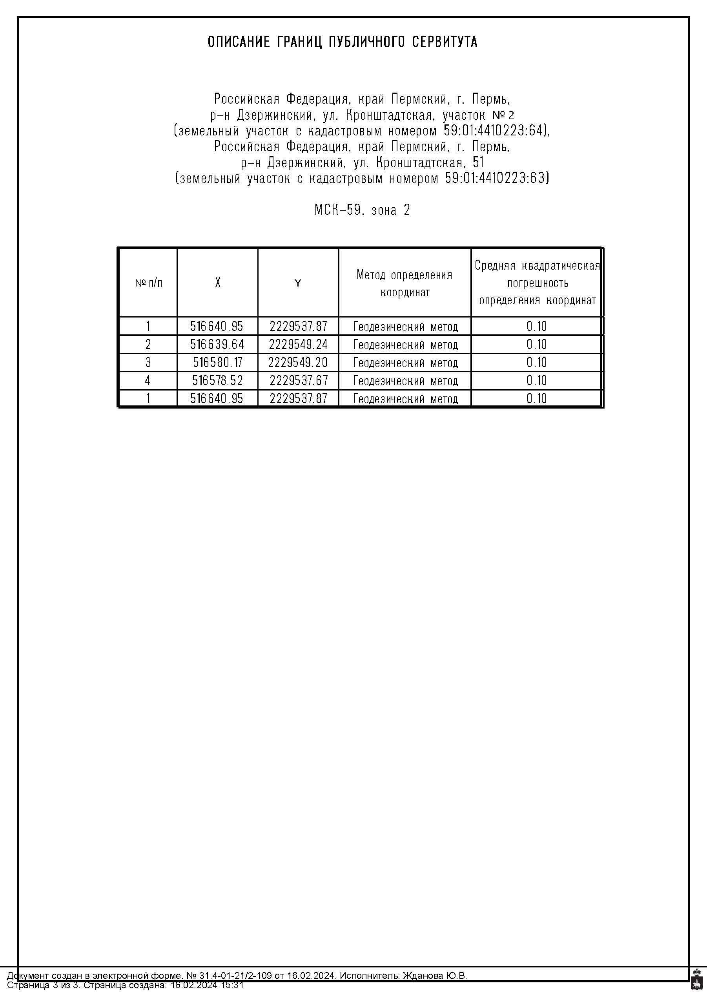 ОПИСАНИЕ ГРАНИЦ ПУБЛИЧНОГО СЕРВИТУТА
Российская Федерация, край Пермский, г. Пермь,
р-н Дзержинский, ул. Кронштадтская, участок № 2
(земельный участок с кадастровым номером 59:01:4410223:64),
Российская Федерация, край Пермский, г. Пермь,
р-н Дзержинский, ул. Кронштадтская, 51
(земельный участок с кадастровым номером 59:01:4410223:63)
МСК-59, зона 2
№ п/п X Y Метод определения координат Средняя квадратическая погрешность определения координат
1 516640.95 2229537.87 Геодезический метод 0.10
2 516639.64 2229549.24 Геодезический метод 0.10
3 516580.17 2229549.20 Геодезический метод 0.10
4 516578.52 2229537.67 Геодезический метод 0.10
1 516640.95 2229537.87 Геодезический метод 0.10
Документ создан в электронной форме. № 31.4-01-21/2-109 от 16.02.2024. Исполнитель: Жданова Ю.В.
Страница 3 из 3. Страница создана: 16.02.2024 15:31